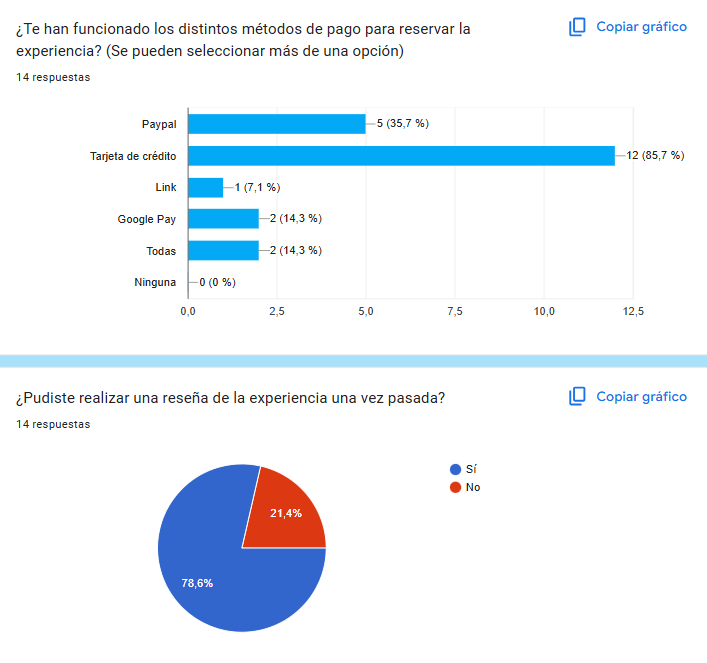 ¿Te han funcionado los distintos métodos de pago para reservar la
experiencia? (Se pueden seleccionar más de una opción)
Copiar gráfico
14 respuestas
Paypal
5 (35,7 %)
Tarjeta de crédito
12 (85,7 %)
Link
1 (7,1 %)
Google Pay
2 (14,3 %)
Todas
2 (14,3 %)
Ninguna
0 (0 %)
0,0 2,5 5,0 7,5 10,0 12,5
¿Pudiste realizar una reseña de la experiencia una vez pasada?
Copiar gráfico
14 respuestas
Sí
No
21,4%
78,6%